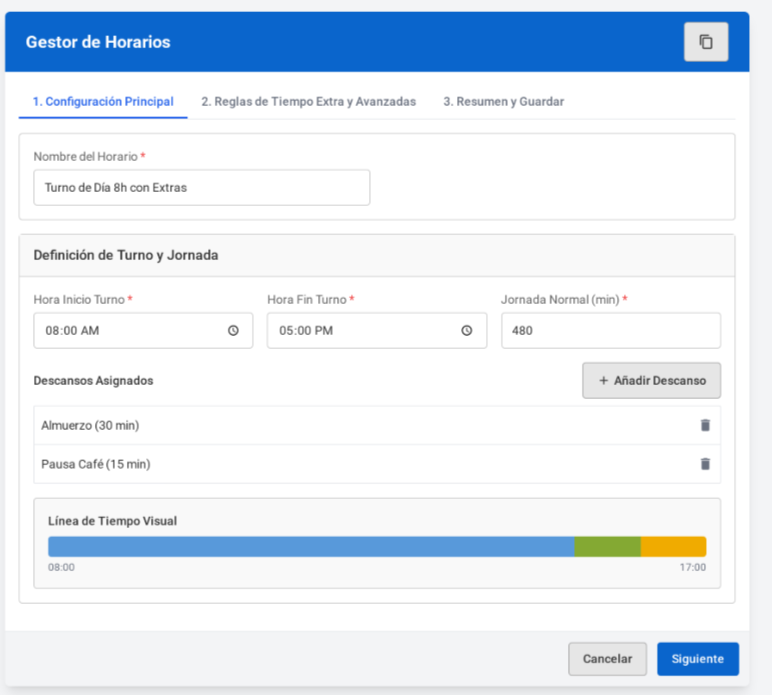 Gestor de Horarios
1. Configuración Principal 2. Reglas de Tiempo Extra y Avanzadas 3. Resumen y Guardar
Nombre del Horario *
Turno de Día 8h con Extras
Definición de Turno y Jornada
Hora Inicio Turno * Hora Fin Turno * Jornada Normal (min) *
08:00 AM 05:00 PM 480
Descansos Asignados + Añadir Descanso
Almuerzo (30 min)
Pausa Café (15 min)
Línea de Tiempo Visual
08:00 17:00
Cancelar Siguiente